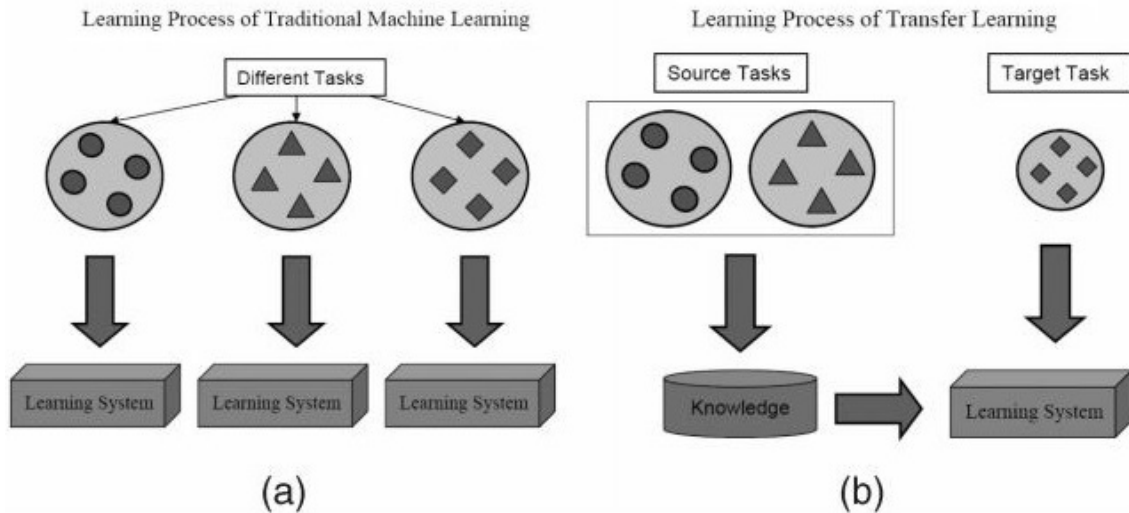 Learning Process of Traditional Machine Learning
Different Tasks
Learning System
Learning System
Learning System
(a)
Learning Process of Transfer Learning
Source Tasks
Target Task
Knowledge
Learning System
(b)